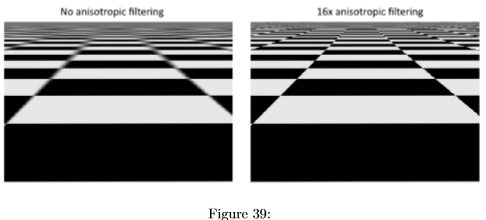 No anisotropic filtering
16x anisotropic filtering
Figure 39: